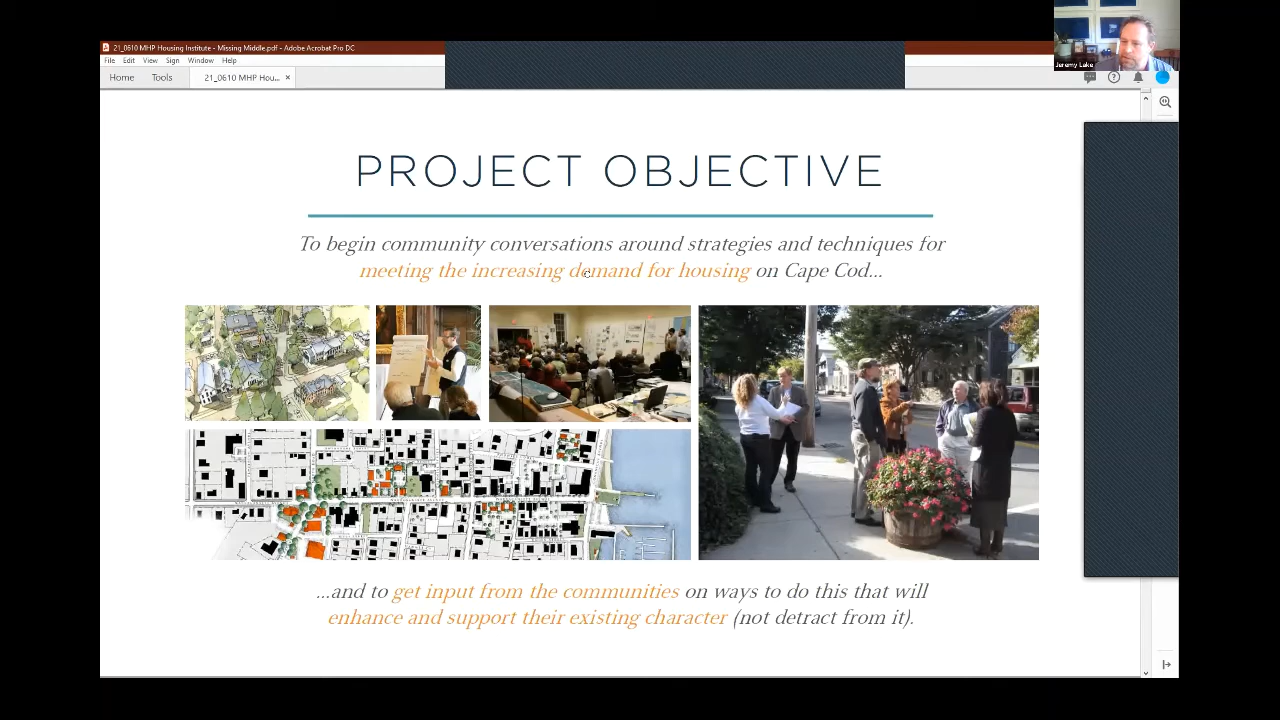 21_0610 MHP Housing Institute - Missing Middle.pdf - Adobe Acrobat Pro DC
File Edit View Sign Window Help
Home Tools 21_0610 MHP Hou... ×
Jeremy Lake
PROJECT OBJECTIVE
To begin community conversations around strategies and techniques for
meeting the increasing demand for housing on Cape Cod...
...and to get input from the communities on ways to do this that will
enhance and support their existing character (not detract from it).